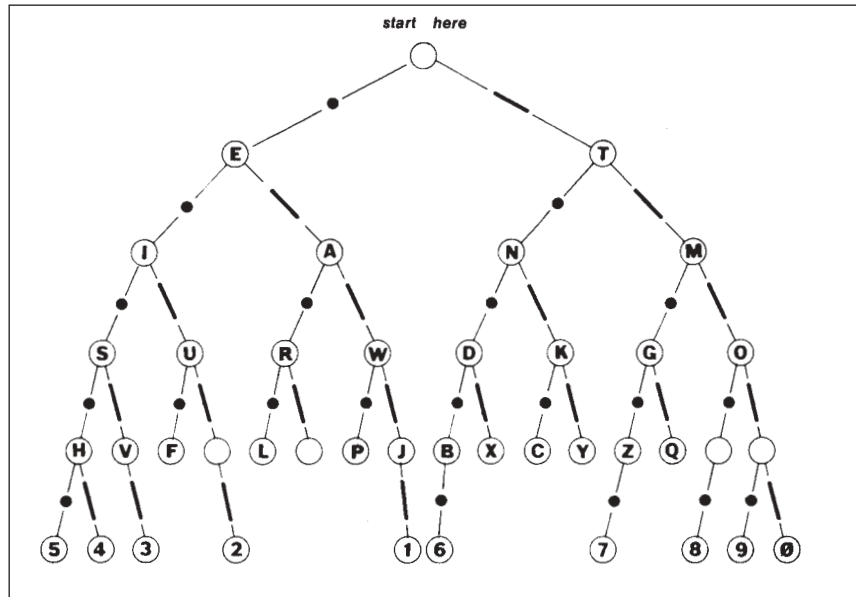 start here
E T
I A N M
S U R W D K G O
H V F L P J B X C Y Z Q
5 4 3 2 1 6 7 8 9 Ø